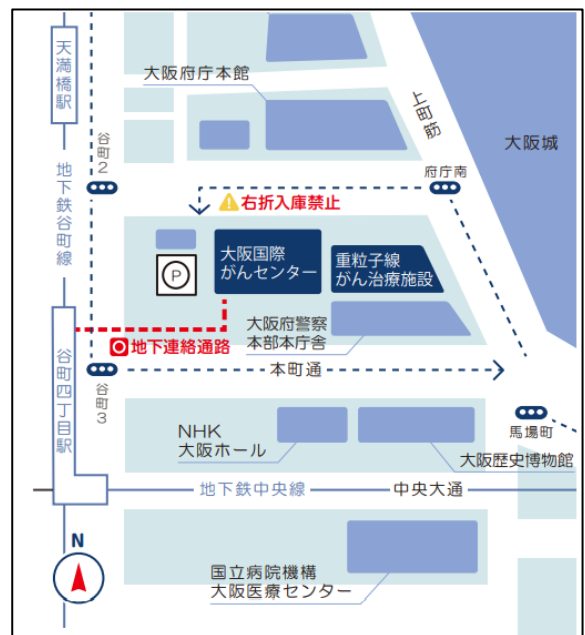 天満橋駅
大阪府庁本館
上町筋
大阪城
谷町2
府庁南
地下鉄谷町線
右折入庫禁止
P
大阪国際
がんセンター
重粒子線
がん治療施設
大阪府警察
本部本庁舎
地下連絡通路
本町通
谷町四丁目駅
谷町3
馬場町
NHK
大阪ホール
大阪歴史博物館
地下鉄中央線
中央大通
N
国立病院機構
大阪医療センター